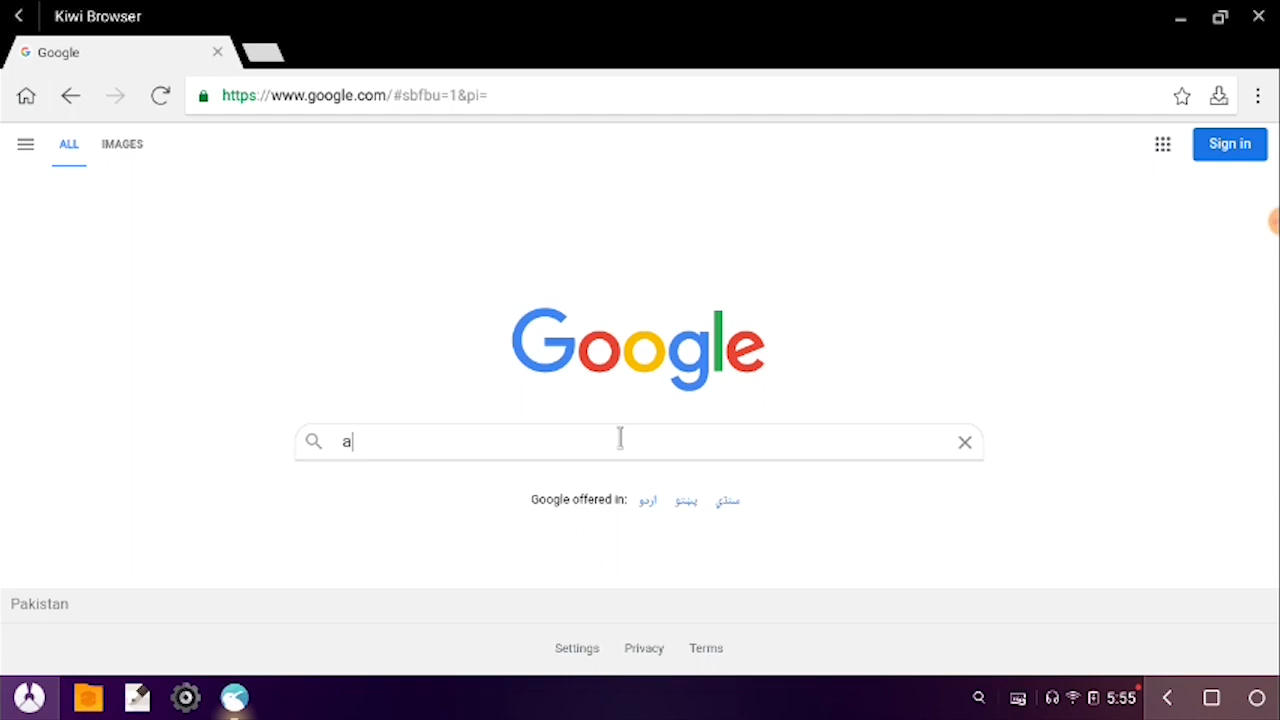 Kiwi Browser
Google
https://www.google.com/#sbfbu=1&pi=
ALL IMAGES Sign in
Google
a
Google offered in: اردو پښتو سنڌي
Pakistan
Settings Privacy Terms
5:55